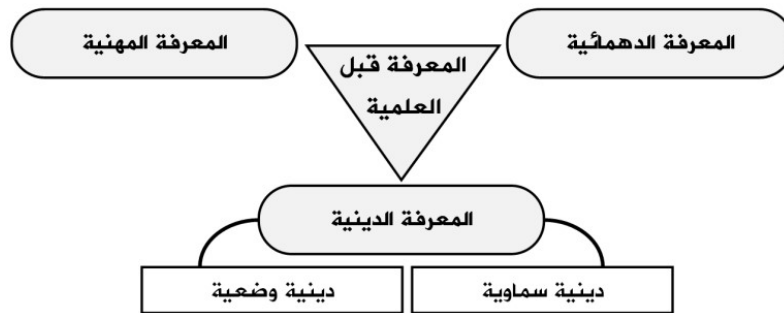 المعرفة الدهمائية
المعرفة المهنية
المعرفة قبل
العلمية
المعرفة الدينية
دينية سماوية
دينية وضعية